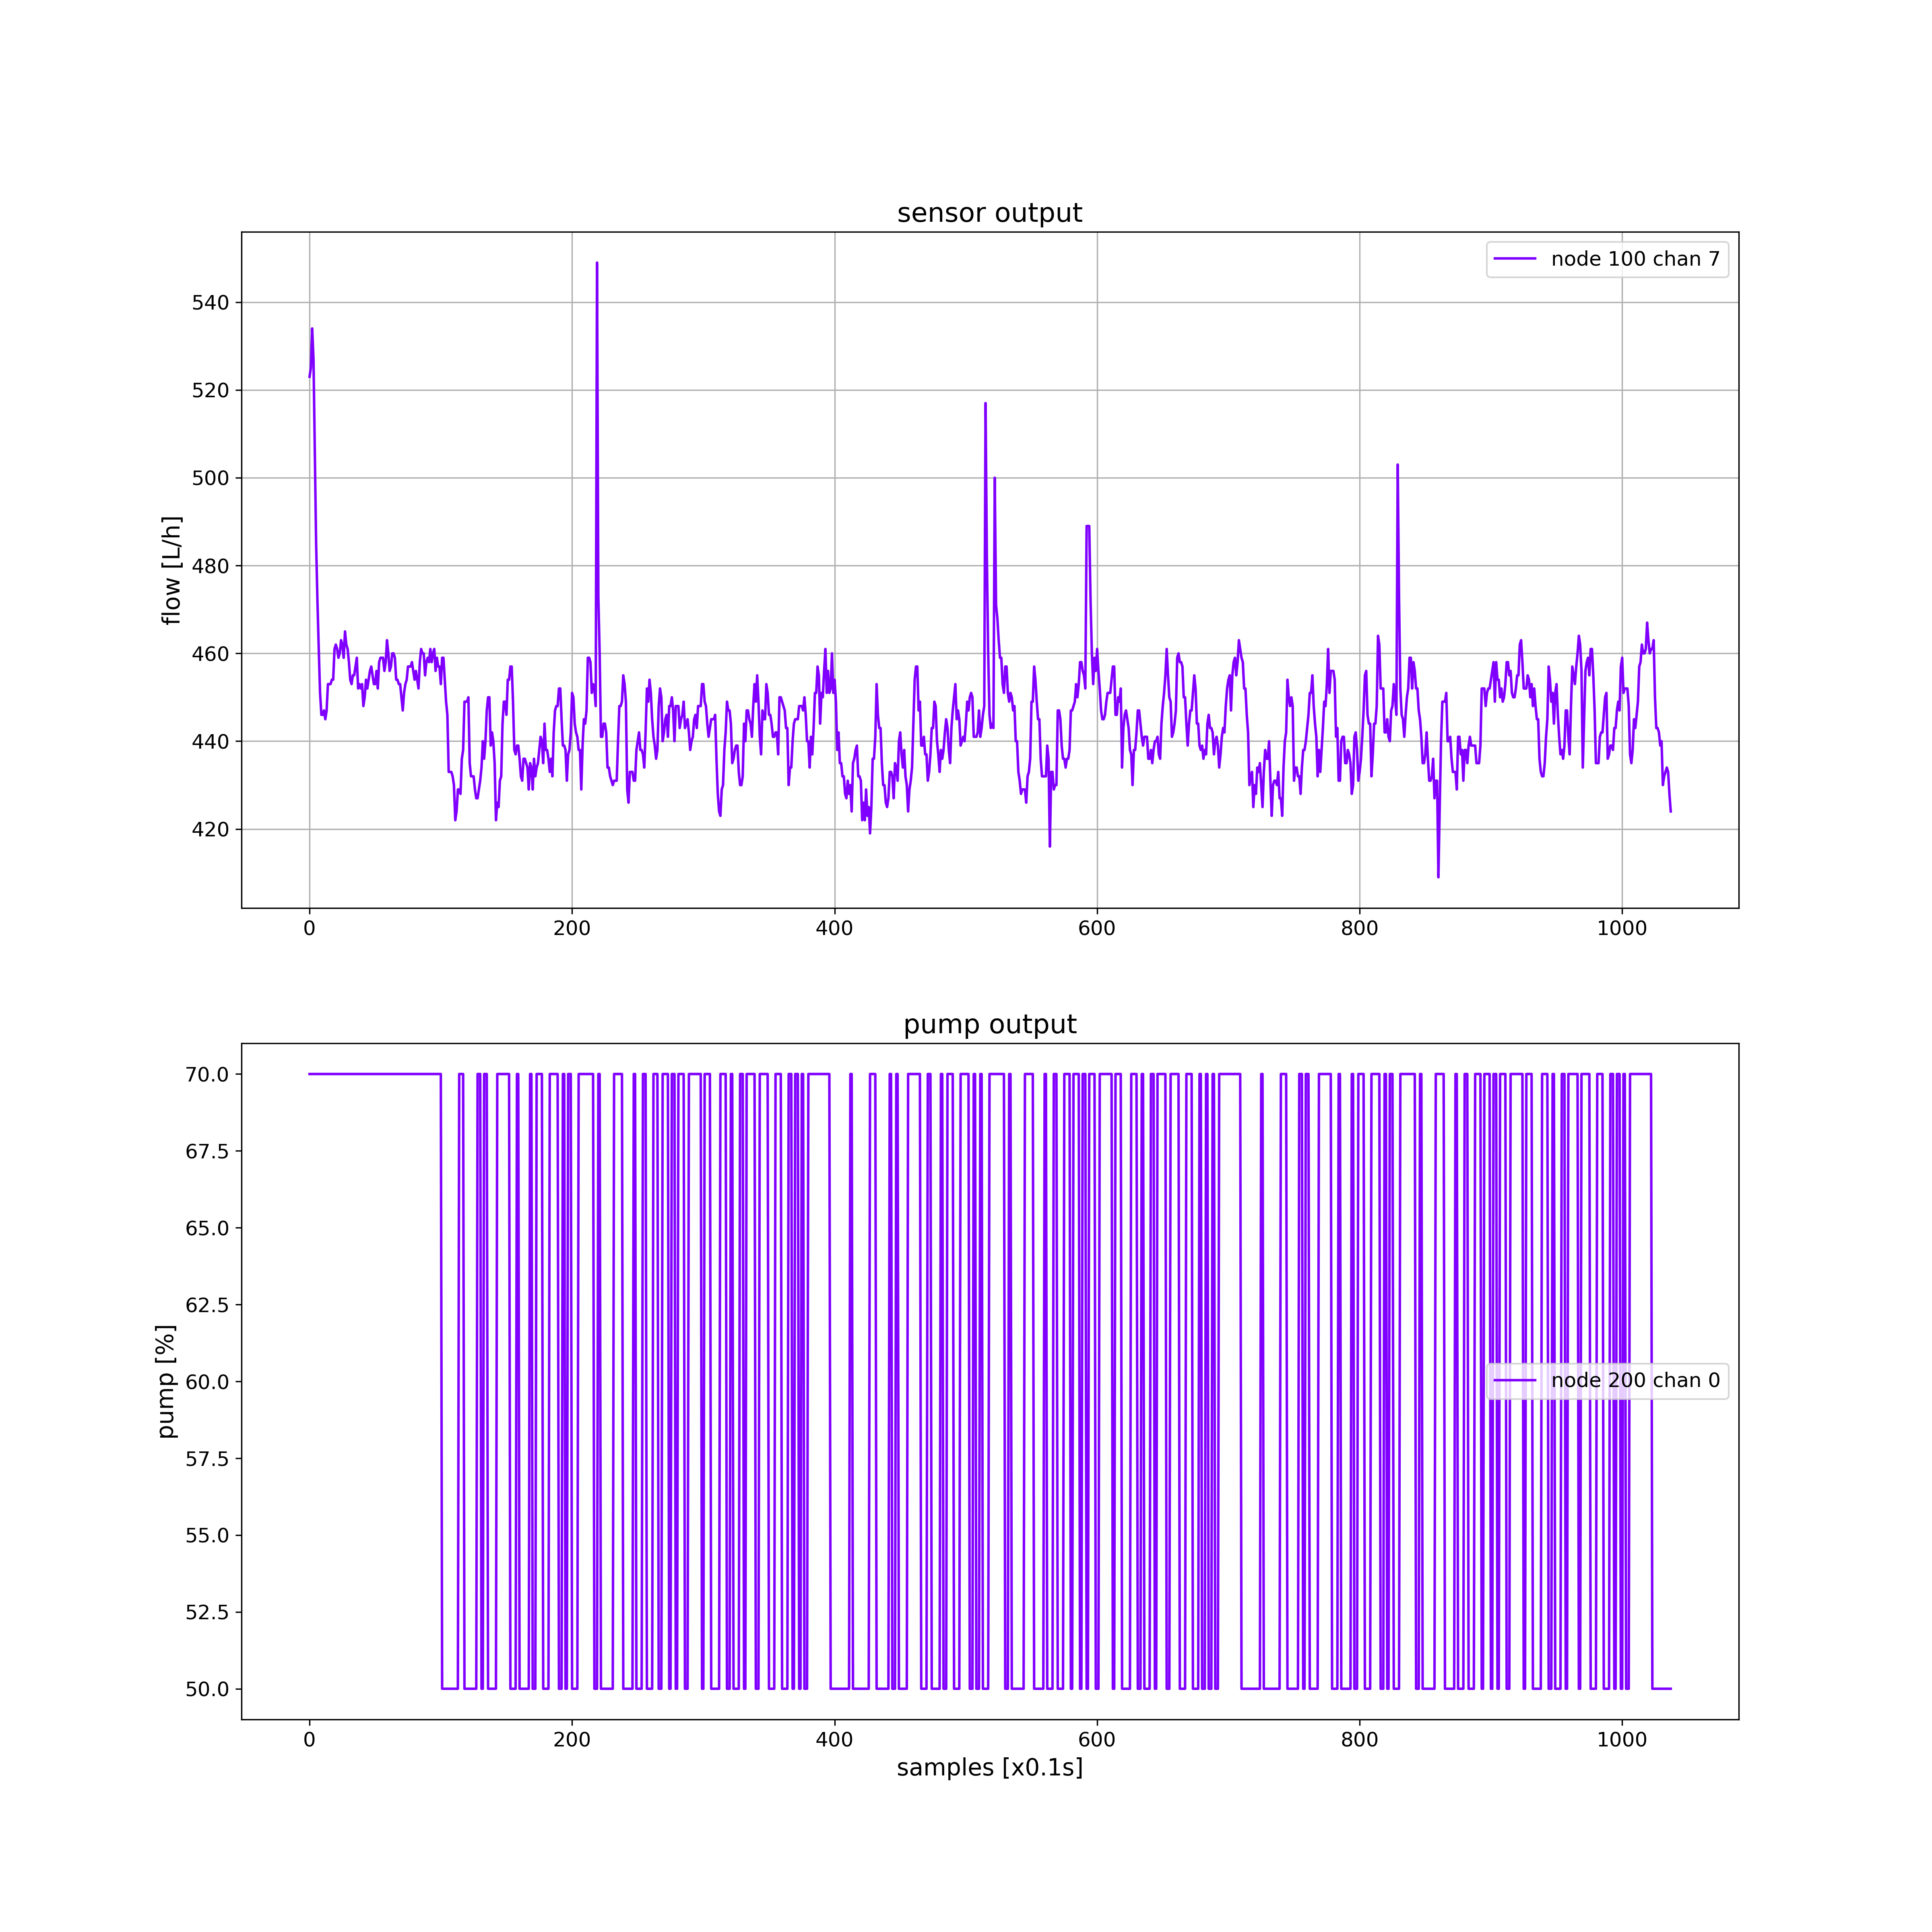 sensor output
node 100 chan 7
flow [L/h]
540
520
500
480
460
440
420
0 200 400 600 800 1000
pump output
node 200 chan 0
pump [%]
70.0
67.5
65.0
62.5
60.0
57.5
55.0
52.5
50.0
0 200 400 600 800 1000
samples [x0.1s]